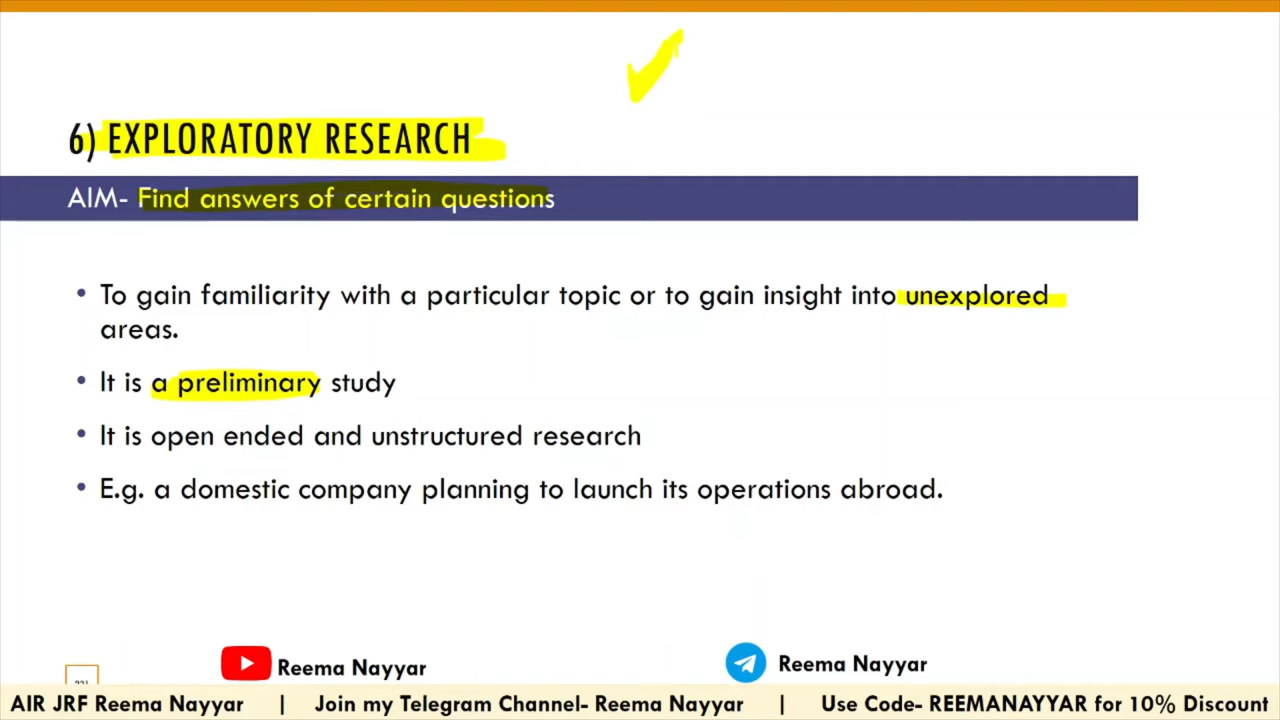 6) EXPLORATORY RESEARCH
AIM- Find answers of certain questions
• To gain familiarity with a particular topic or to gain insight into unexplored
areas.
• It is a preliminary study
• It is open ended and unstructured research
• E.g. a domestic company planning to launch its operations abroad.
Reema Nayyar
Reema Nayyar
AIR JRF Reema Nayyar | Join my Telegram Channel- Reema Nayyar | Use Code- REEMANAYYAR for 10% Discount